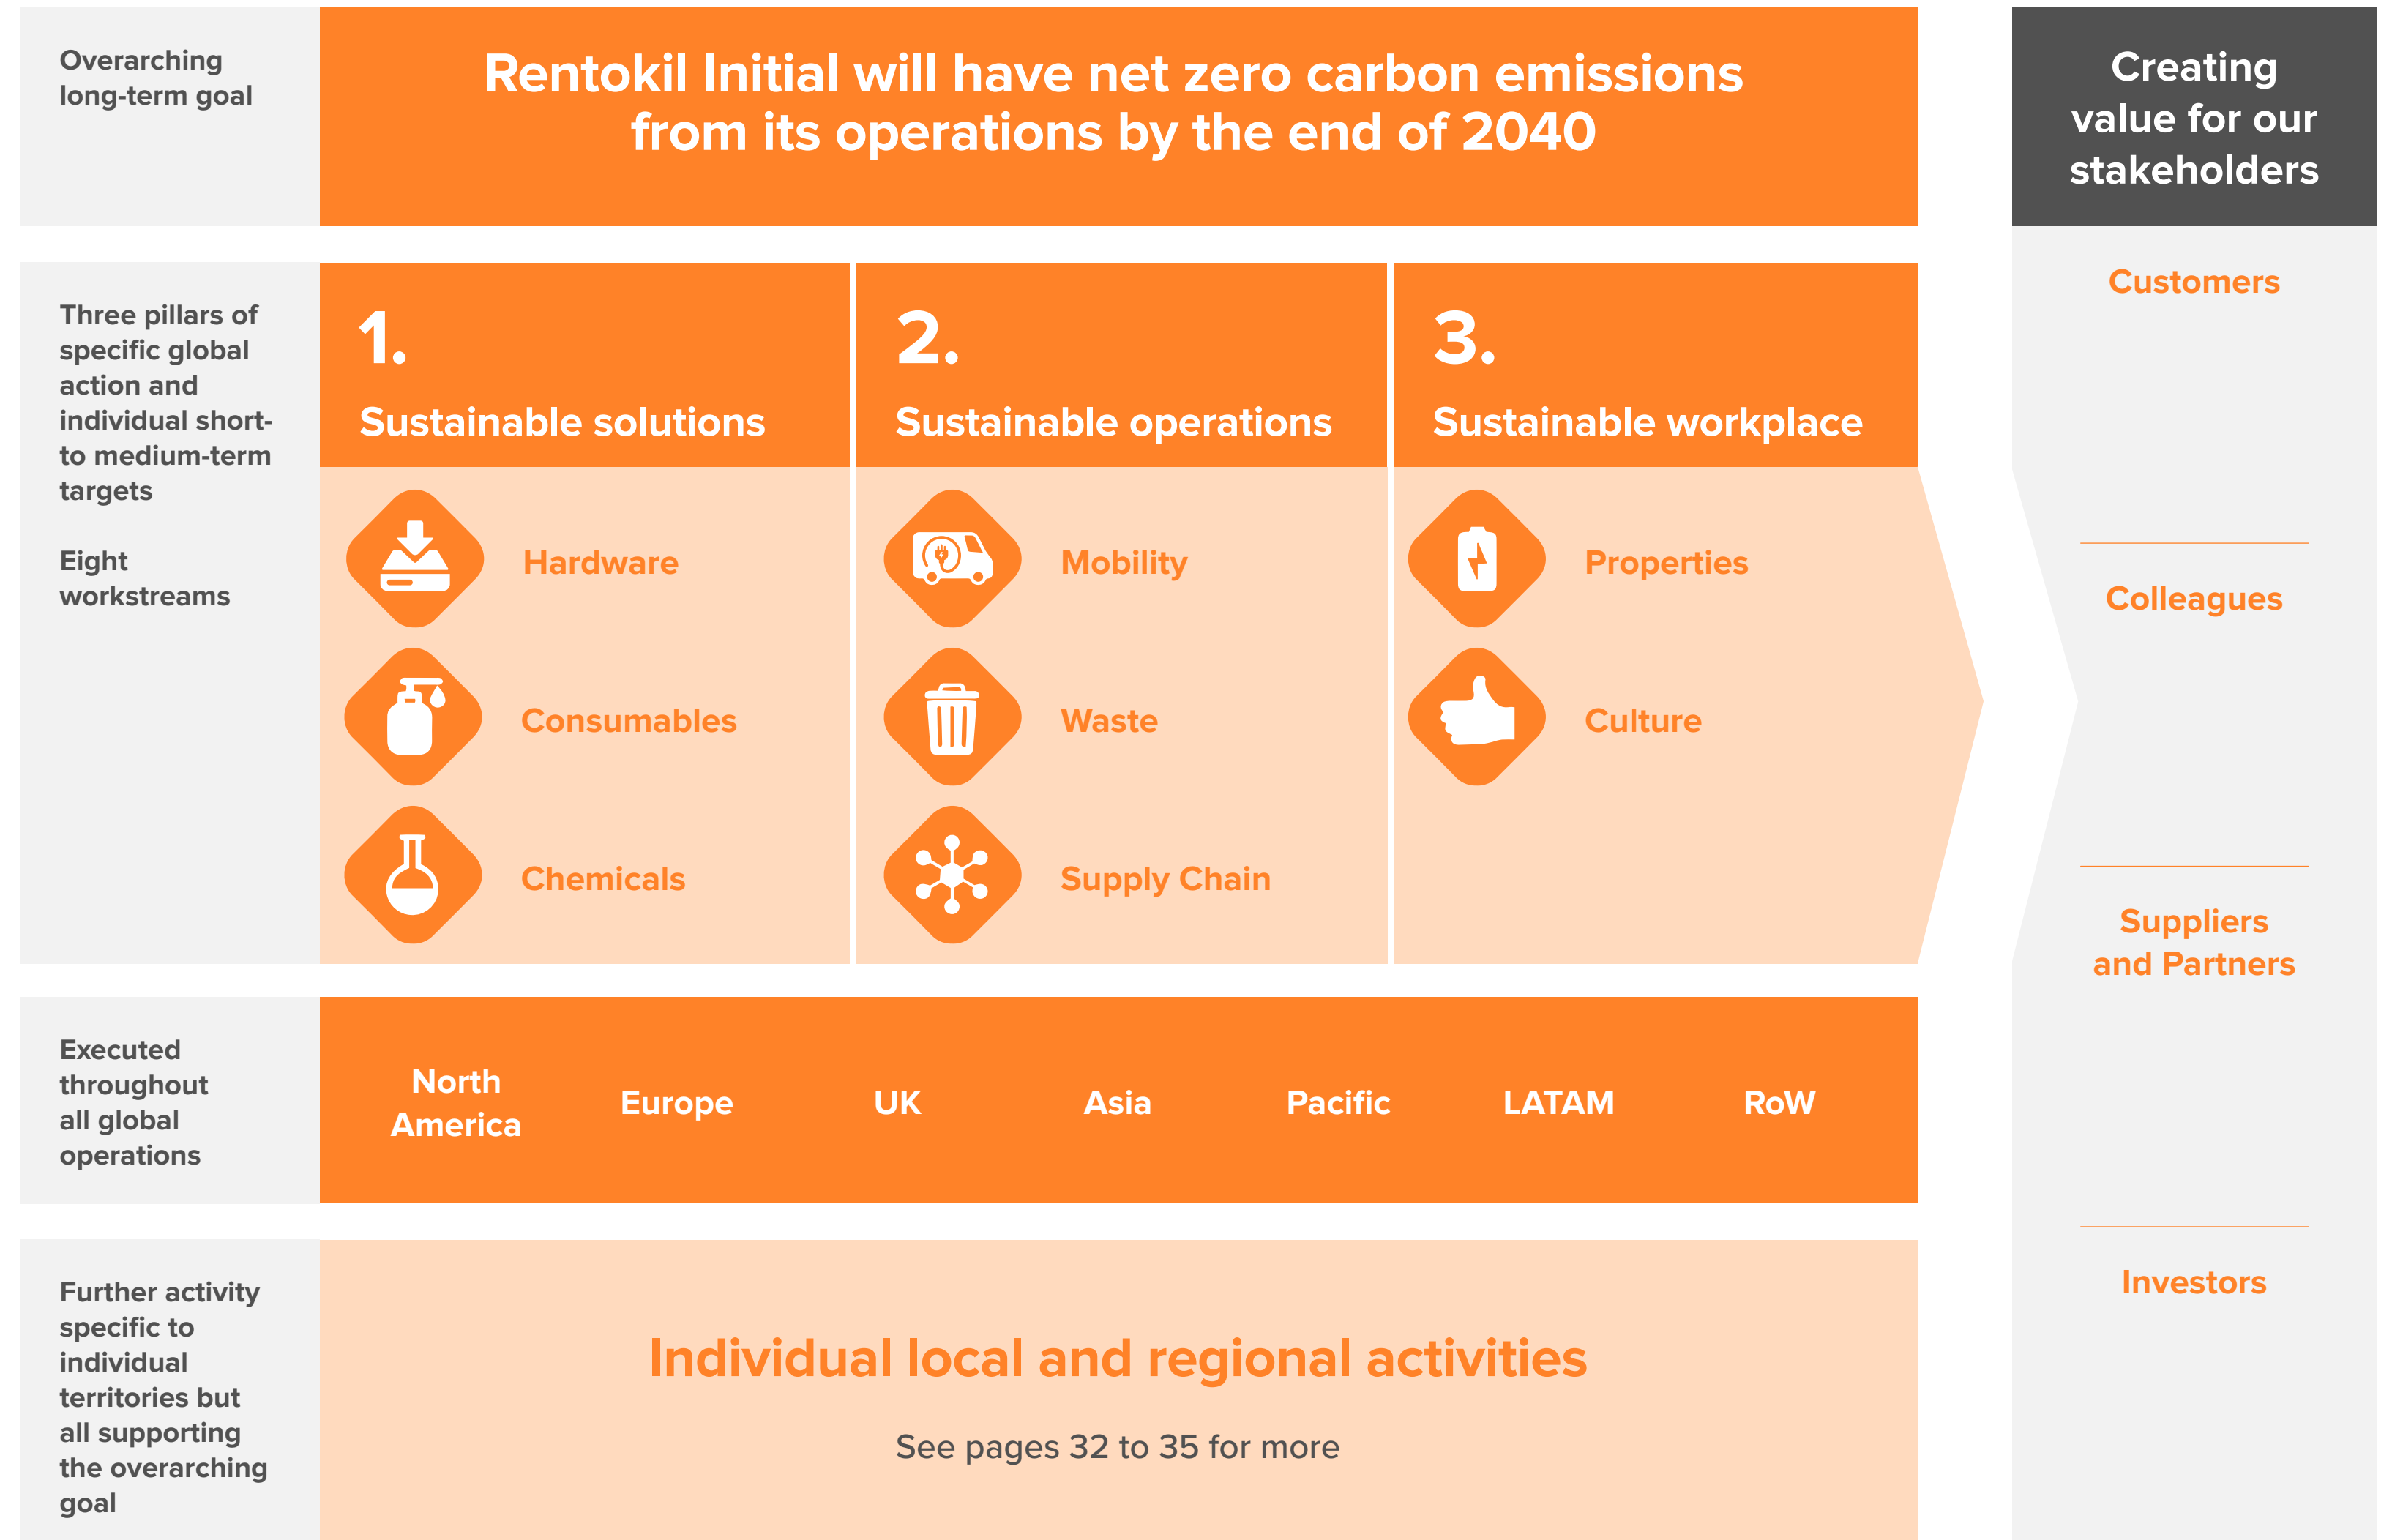 Overarching
long-term goal
Rentokil Initial will have net zero carbon emissions
from its operations by the end of 2040
Three pillars of
specific global
action and
individual short-
to medium-term
targets
Eight
workstreams
1.
Sustainable solutions
Hardware
Consumables
Chemicals
2.
Sustainable operations
Mobility
Waste
Supply Chain
3.
Sustainable workplace
Properties
Culture
Executed
throughout
all global
operations
North
America
Europe
UK
Asia
Pacific
LATAM
RoW
Further activity
specific to
individual
territories but
all supporting
the overarching
goal
Individual local and regional activities
See pages 32 to 35 for more
Creating
value for our
stakeholders
Customers
Colleagues
Suppliers
and Partners
Investors